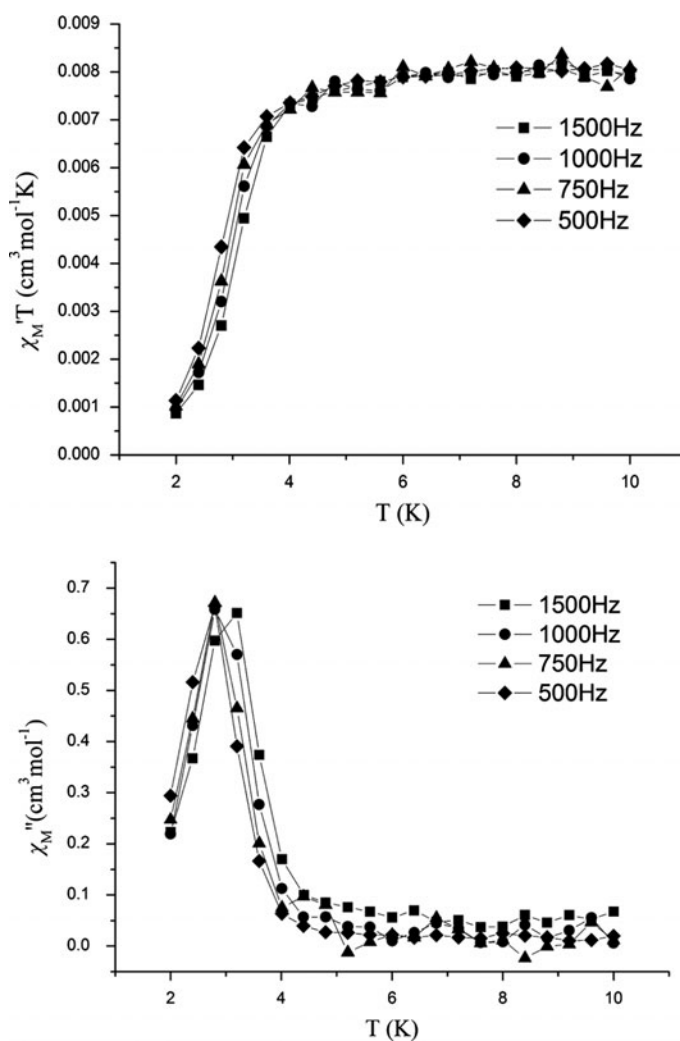 0.009
0.008
0.007
0.006
0.005
0.004
0.003
0.002
0.001
0.000
χM'T (cm³mol⁻¹K)
1500Hz
1000Hz
750Hz
500Hz
2 4 6 8 10
T (K)
0.7
0.6
0.5
0.4
0.3
0.2
0.1
0.0
χM''(cm³mol⁻¹)
1500Hz
1000Hz
750Hz
500Hz
2 4 6 8 10
T (K)